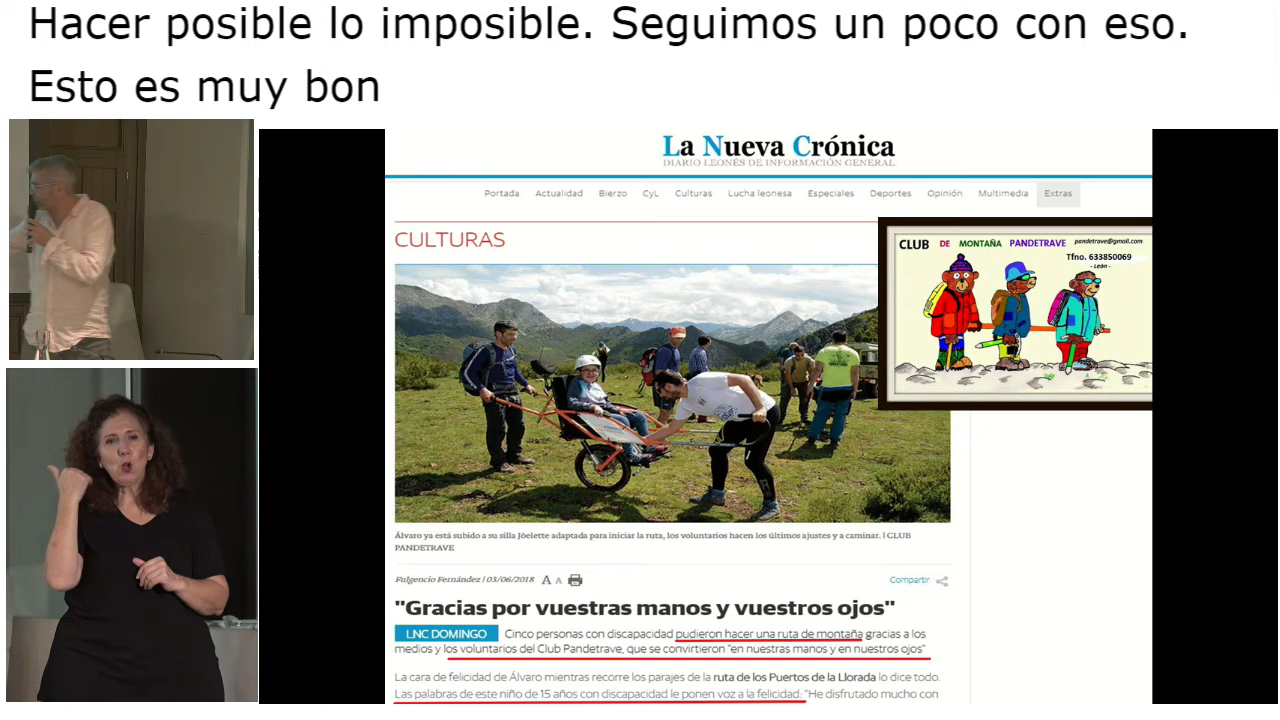 Hacer posible lo imposible. Seguimos un poco con eso.
Esto es muy bon
La Nueva Crónica
DIARIO LEONÉS DE INFORMACIÓN GENERAL
Portada Actualidad Bierzo CyL Culturas Lucha leonesa Especiales Deportes Opinión Multimedia Extras
CULTURAS
CLUB DE MONTAÑA PANDETRAVE pandetrave@gmail.com
Tfno. 633850069
- León -
Álvaro ya está subido a su silla Jöelette adaptada para iniciar la ruta, los voluntarios hacen los últimos ajustes y a caminar. | CLUB
PANDETRAVE
Fulgencio Fernández | 03/06/2018 A A Compartir
"Gracias por vuestras manos y vuestros ojos"
LNC DOMINGO Cinco personas con discapacidad pudieron hacer una ruta de montaña gracias a los
medios y los voluntarios del Club Pandetrave, que se convirtieron "en nuestras manos y en nuestros ojos"
La cara de felicidad de Álvaro mientras recorre los parajes de la ruta de los Puertos de la Llorada lo dice todo.
Las palabras de este niño de 15 años con discapacidad le ponen voz a la felicidad: "He disfrutado mucho con